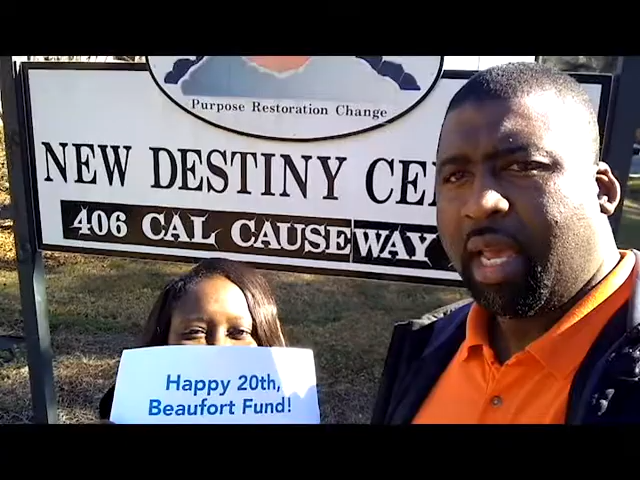 Purpose Restoration Change
NEW DESTINY CE
406 CAL CAUSEWAY
Happy 20th,
Beaufort Fund!